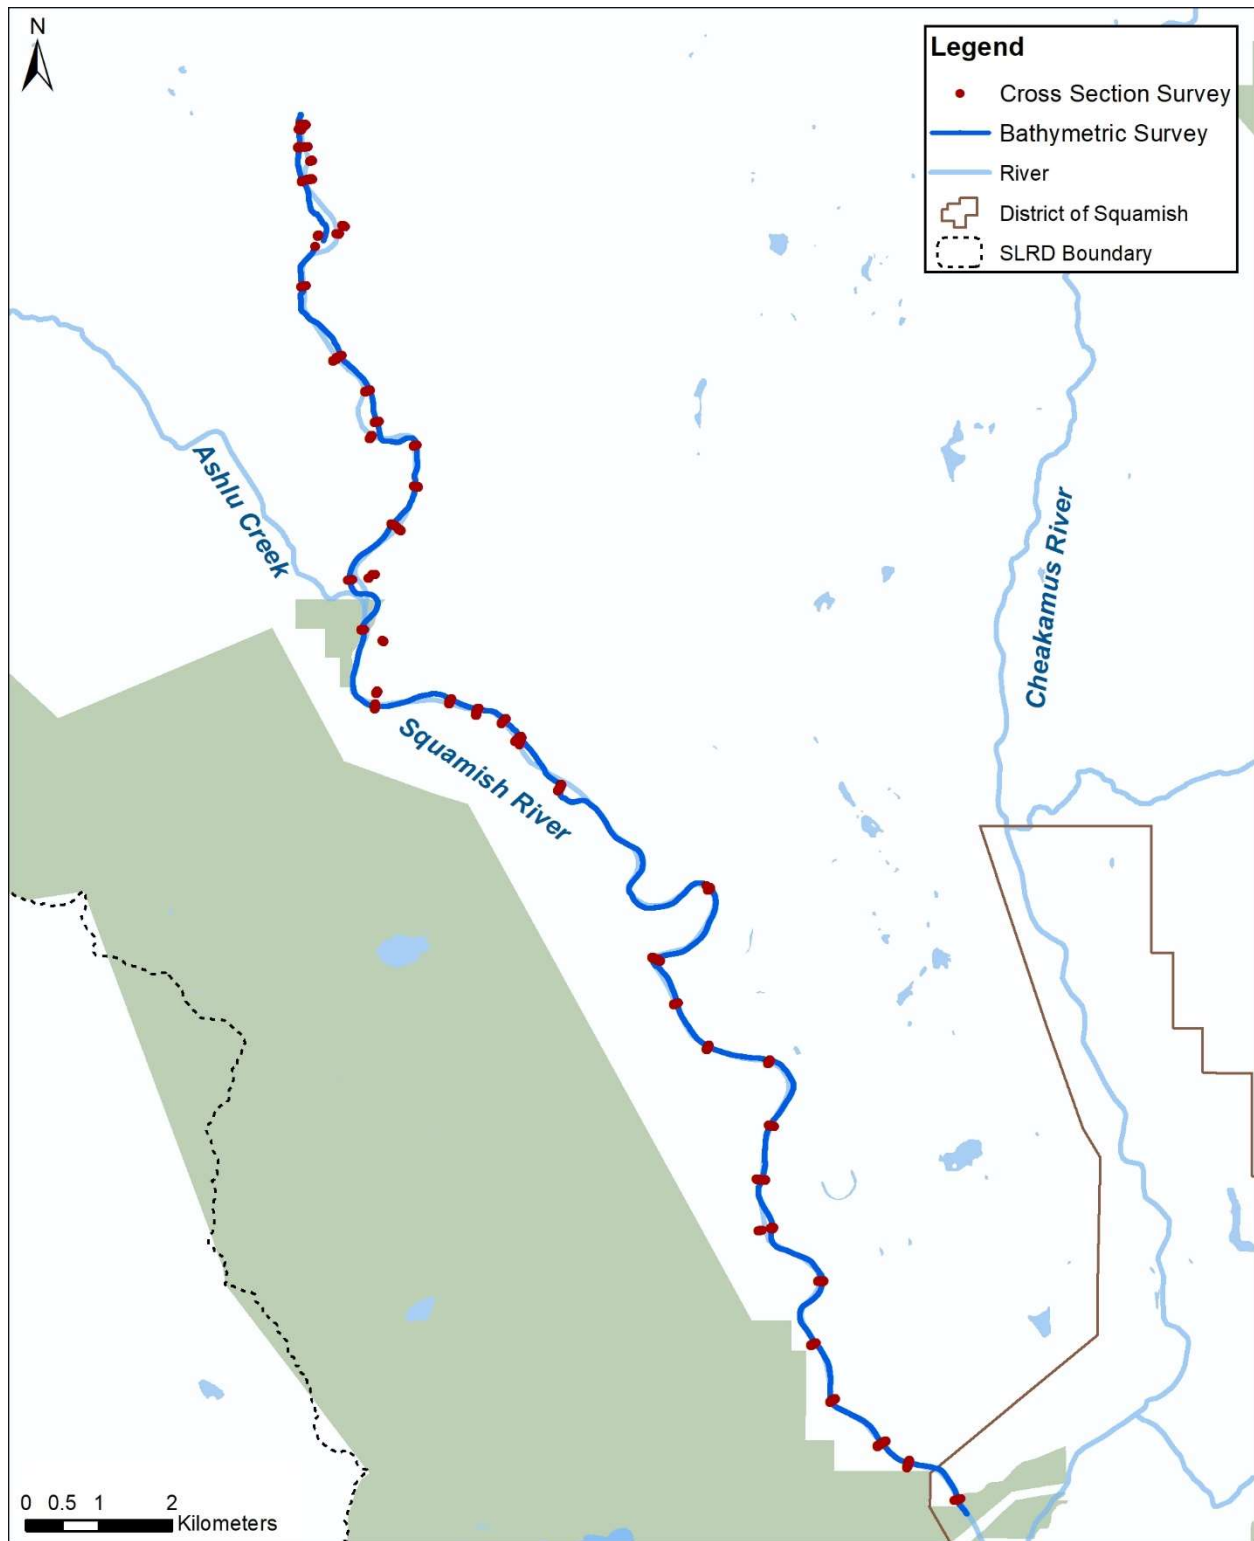 N
Legend
Cross Section Survey
Bathymetric Survey
River
District of Squamish
SLRD Boundary
Ashlu Creek
Cheakamus River
Squamish River
0 0.5 1 2
Kilometers